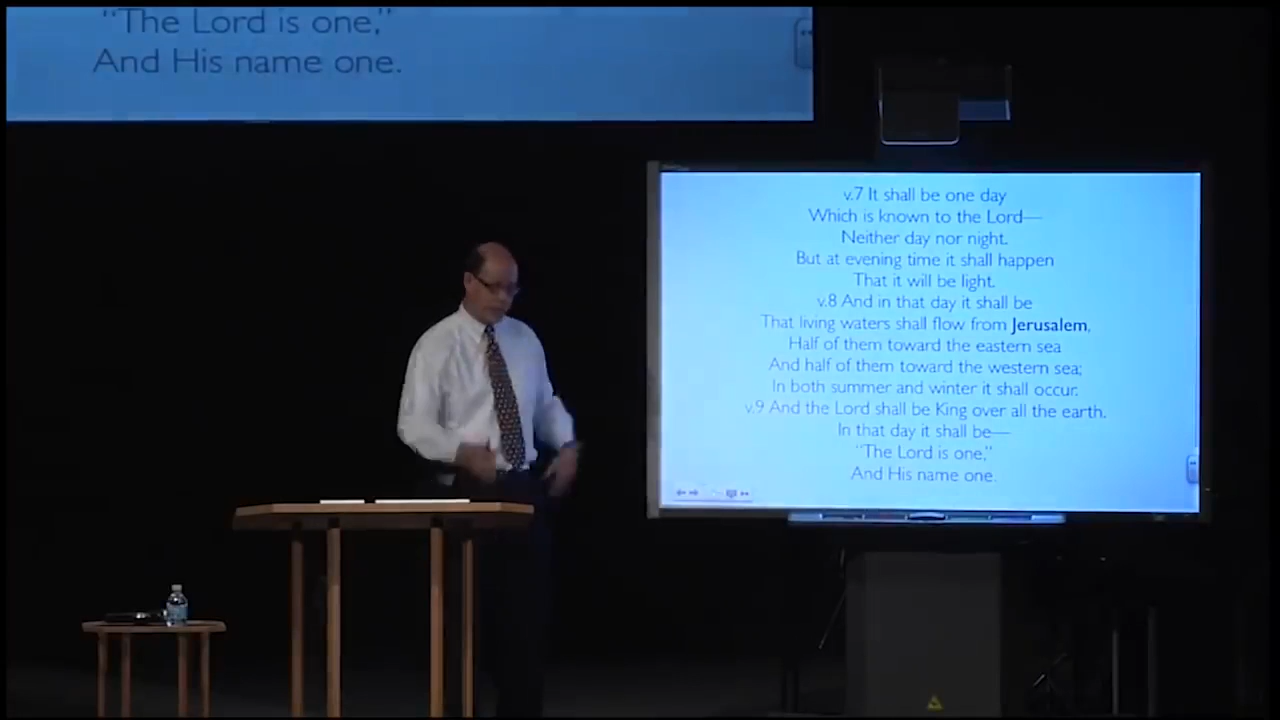 "The Lord is one,"
And His name one.
v.7 It shall be one day
Which is known to the Lord—
Neither day nor night.
But at evening time it shall happen
That it will be light.
v.8 And in that day it shall be
That living waters shall flow from Jerusalem,
Half of them toward the eastern sea
And half of them toward the western sea;
In both summer and winter it shall occur.
v.9 And the Lord shall be King over all the earth.
In that day it shall be—
"The Lord is one,"
And His name one.